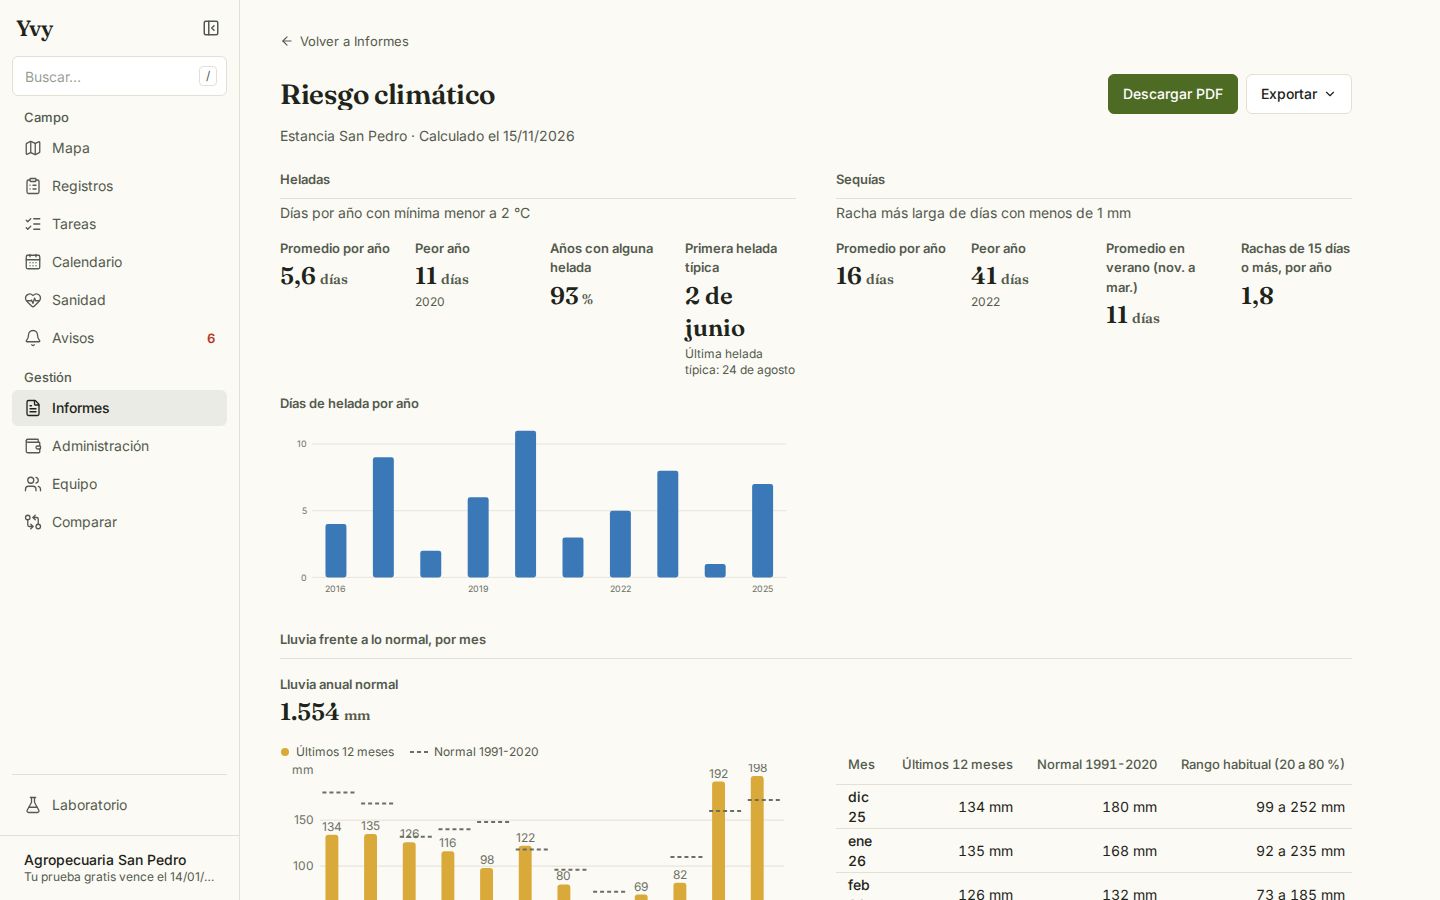 Yvy
Buscar...
/
Campo
Mapa
Registros
Tareas
Calendario
Sanidad
Avisos
6
Gestión
Informes
Administración
Equipo
Comparar
Laboratorio
Agropecuaria San Pedro
Tu prueba gratis vence el 14/01/...
Volver a Informes
Riesgo climático
Descargar PDF
Exportar
Estancia San Pedro · Calculado el 15/11/2026
Heladas
Días por año con mínima menor a 2 °C
Promedio por año
5,6 días
Peor año
11 días
2020
Años con alguna
helada
93 %
Primera helada
típica
2 de
junio
Última helada
típica: 24 de agosto
Sequías
Racha más larga de días con menos de 1 mm
Promedio por año
16 días
Peor año
41 días
2022
Promedio en
verano (nov. a
mar.)
11 días
Rachas de 15 días
o más, por año
1,8
Días de helada por año
10
5
0
2016
2019
2022
2025
Lluvia frente a lo normal, por mes
Lluvia anual normal
1.554 mm
Últimos 12 meses
Normal 1991-2020
mm
150
100
134
135
126
116
98
122
80
69
82
192
198
Mes Últimos 12 meses Normal 1991-2020 Rango habitual (20 a 80 %)
dic
25
134 mm 180 mm 99 a 252 mm
ene
26
135 mm 168 mm 92 a 235 mm
feb
126 mm 132 mm 73 a 185 mm